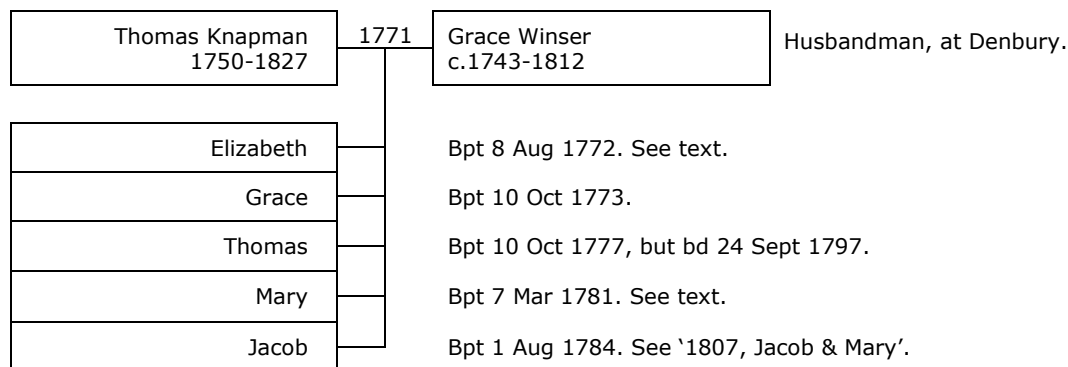 Thomas Knapman 1771 Grace Winser Husbandman, at Denbury.
1750-1827 c.1743-1812
Elizabeth Bpt 8 Aug 1772. See text.
Grace Bpt 10 Oct 1773.
Thomas Bpt 10 Oct 1777, but bd 24 Sept 1797.
Mary Bpt 7 Mar 1781. See text.
Jacob Bpt 1 Aug 1784. See ‘1807, Jacob & Mary’.